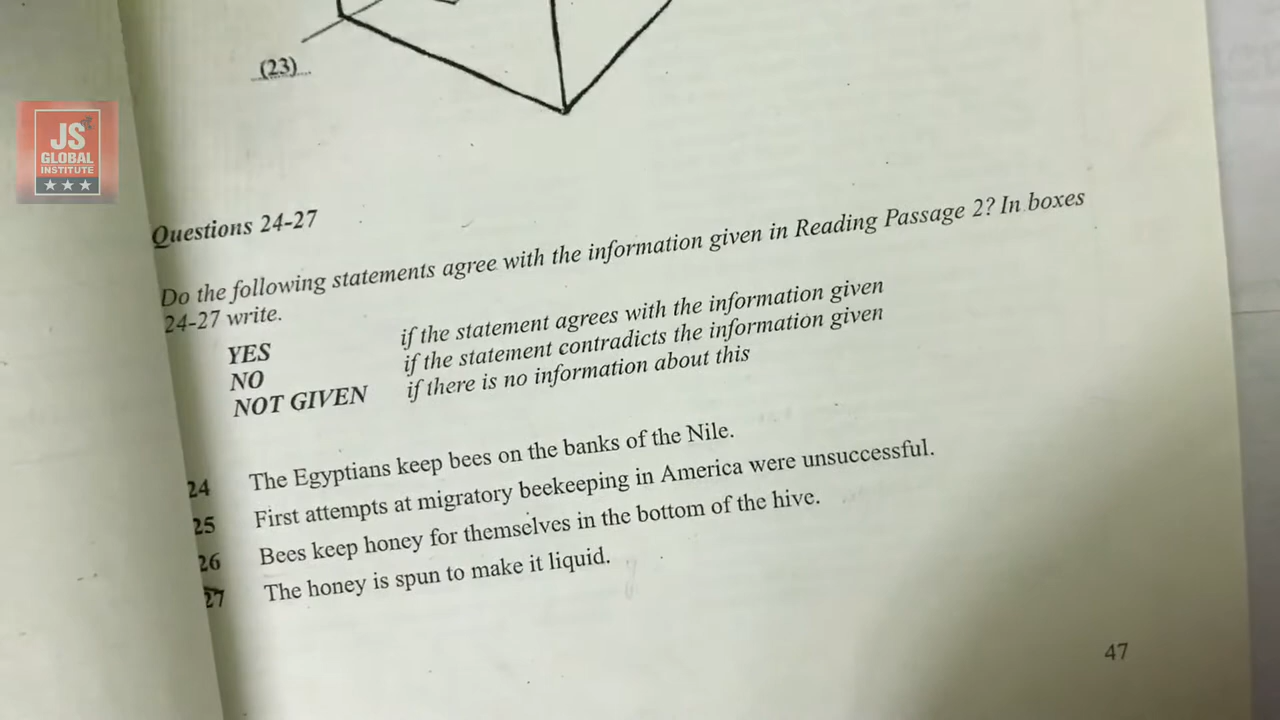 (23)
JS
GLOBAL
INSTITUTE
Questions 24-27
Do the following statements agree with the information given in Reading Passage 2? In boxes
24-27 write.
YES if the statement agrees with the information given
NO if the statement contradicts the information given
NOT GIVEN if there is no information about this
24 The Egyptians keep bees on the banks of the Nile.
25 First attempts at migratory beekeeping in America were unsuccessful.
26 Bees keep honey for themselves in the bottom of the hive.
27 The honey is spun to make it liquid.
47